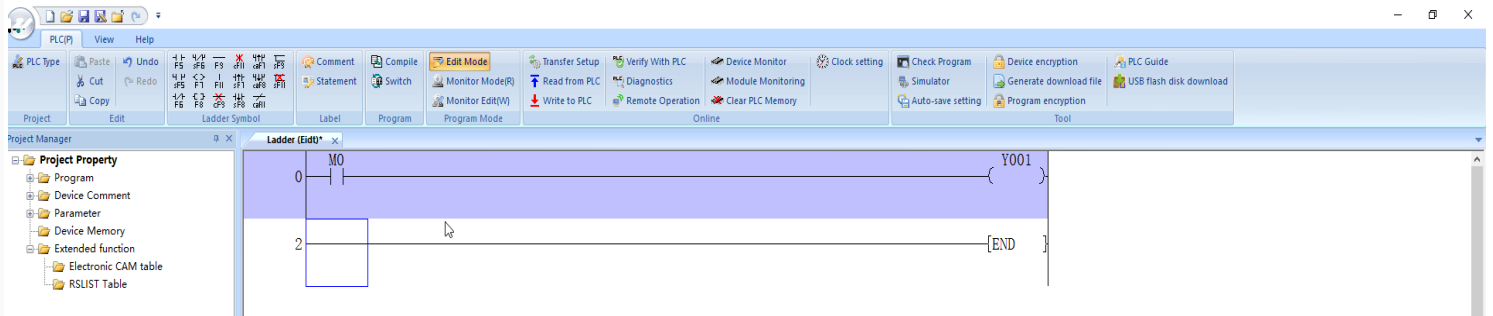 PLC(P) View Help
PLC Type Paste Undo Comment Compile Edit Mode Transfer Setup Verify With PLC Device Monitor Clock setting Check Program Device encryption PLC Guide
Cut Redo Statement Switch Monitor Mode(R) Read from PLC Diagnostics Module Monitoring Simulator Generate download file USB flash disk download
Copy Monitor Edit(W) Write to PLC Remote Operation Clear PLC Memory Auto-save setting Program encryption
Project Edit Ladder Symbol Label Program Program Mode Online Tool
Project Manager Ladder (Eidt)*
Project Property
Program
Device Comment
Parameter
Device Memory
Extended function
Electronic CAM table
RSLIST Table
M0 Y001
0
2 END